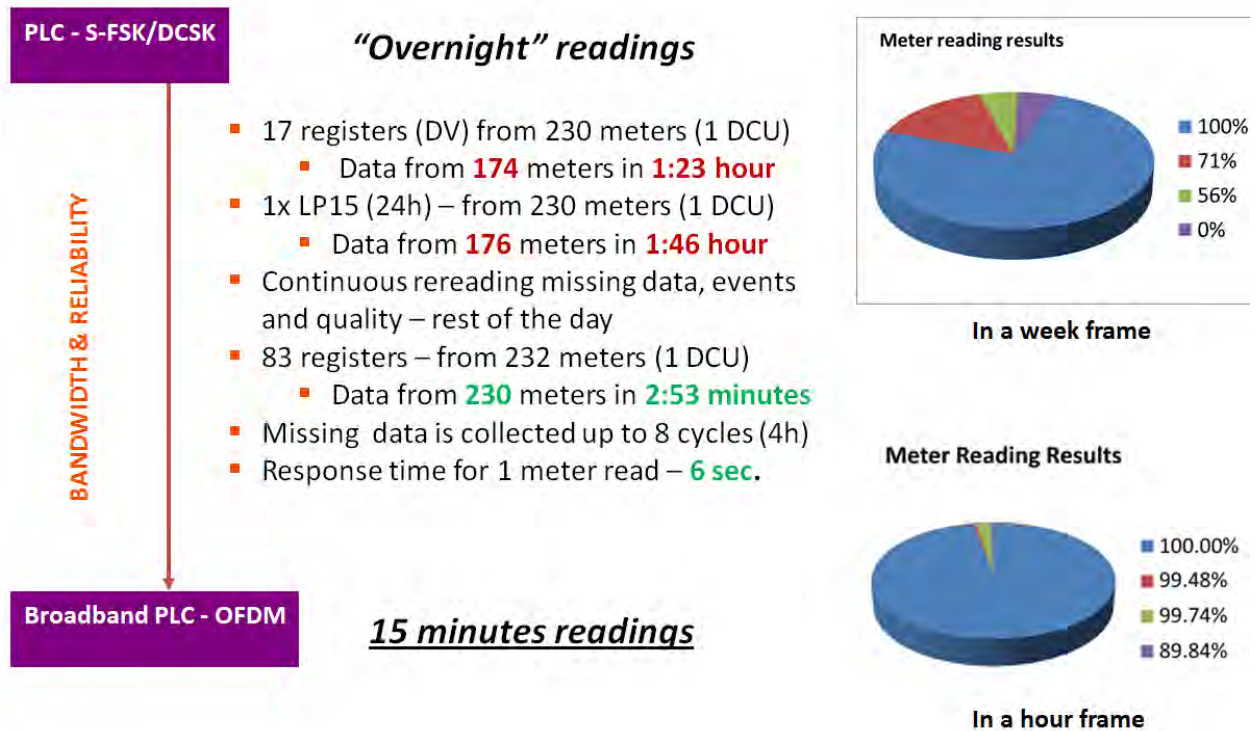 PLC - S-FSK/DCSK
“Overnight” readings
17 registers (DV) from 230 meters (1 DCU)
Data from 174 meters in 1:23 hour
1x LP15 (24h) – from 230 meters (1 DCU)
Data from 176 meters in 1:46 hour
Continuous rereading missing data, events
and quality – rest of the day
83 registers – from 232 meters (1 DCU)
Data from 230 meters in 2:53 minutes
Missing data is collected up to 8 cycles (4h)
Response time for 1 meter read – 6 sec.
BANDWIDTH & RELIABILITY
Broadband PLC - OFDM
15 minutes readings
Meter reading results
100%
71%
56%
0%
In a week frame
Meter Reading Results
100.00%
99.48%
99.74%
89.84%
In a hour frame